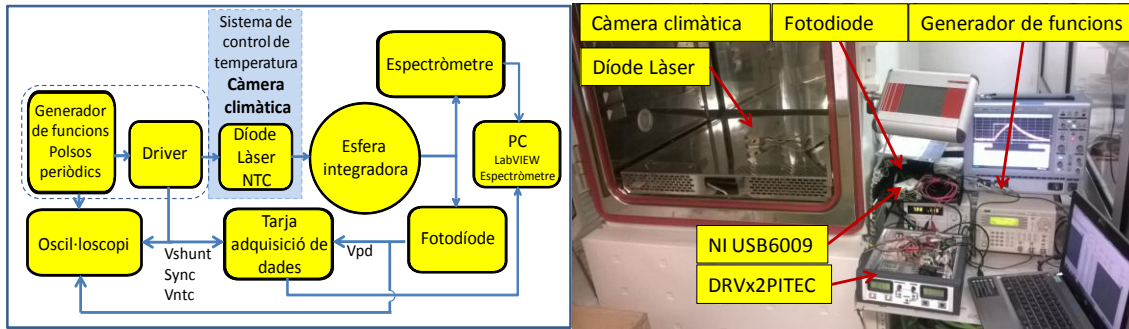 Sistema de
control de
temperatura
Càmera
climàtica
Generador
de funcions
Polsos
periòdics
Driver
Díode
Làser
NTC
Esfera
integradora
Espectròmetre
PC
LabVIEW
Espectròmetre
Oscil·loscopi
Vshunt
Sync
Vntc
Tarja
adquisició de
dades
Vpd
Fotodíode
Càmera climàtica
Fotodiode
Generador de funcions
Díode Làser
NI USB6009
DRVx2PITEC